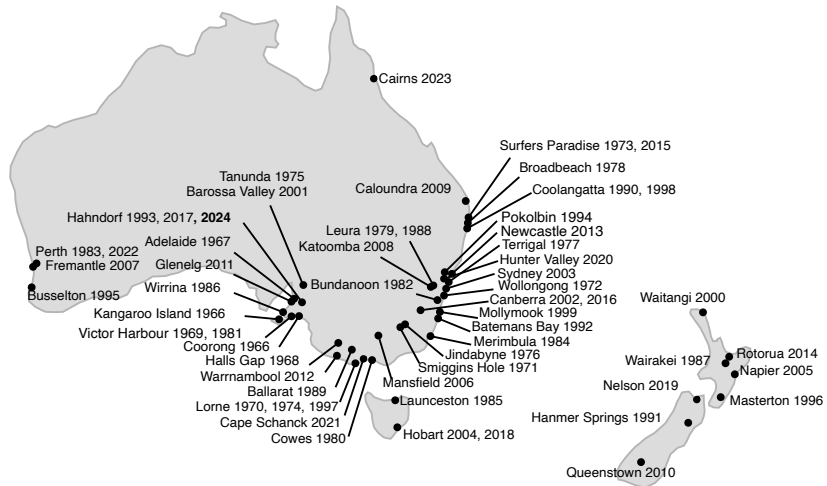 Cairns 2023
Surfers Paradise 1973, 2015
Broadbeach 1978
Tanunda 1975
Barossa Valley 2001
Caloundra 2009
Coolangatta 1990, 1998
Hahndorf 1993, 2017, 2024
Leura 1979, 1988
Pokolbin 1994
Newcastle 2013
Adelaide 1967
Katoomba 2008
Terrigal 1977
Perth 1983, 2022
Hunter Valley 2020
Fremantle 2007
Glenelg 2011
Sydney 2003
Busselton 1995
Wirrina 1986
Bundanoon 1982
Wollongong 1972
Waitangi 2000
Canberra 2002, 2016
Kangaroo Island 1966
Mollymook 1999
Victor Harbour 1969, 1981
Batemans Bay 1992
Coorong 1966
Merimbula 1984
Halls Gap 1968
Jindabyne 1976
Wairakei 1987
Rotorua 2014
Warrnambool 2012
Smiggins Hole 1971
Napier 2005
Ballarat 1989
Mansfield 2006
Nelson 2019
Lorne 1970, 1974, 1997
Launceston 1985
Masterton 1996
Cape Schanck 2021
Hanmer Springs 1991
Cowes 1980
Hobart 2004, 2018
Queenstown 2010